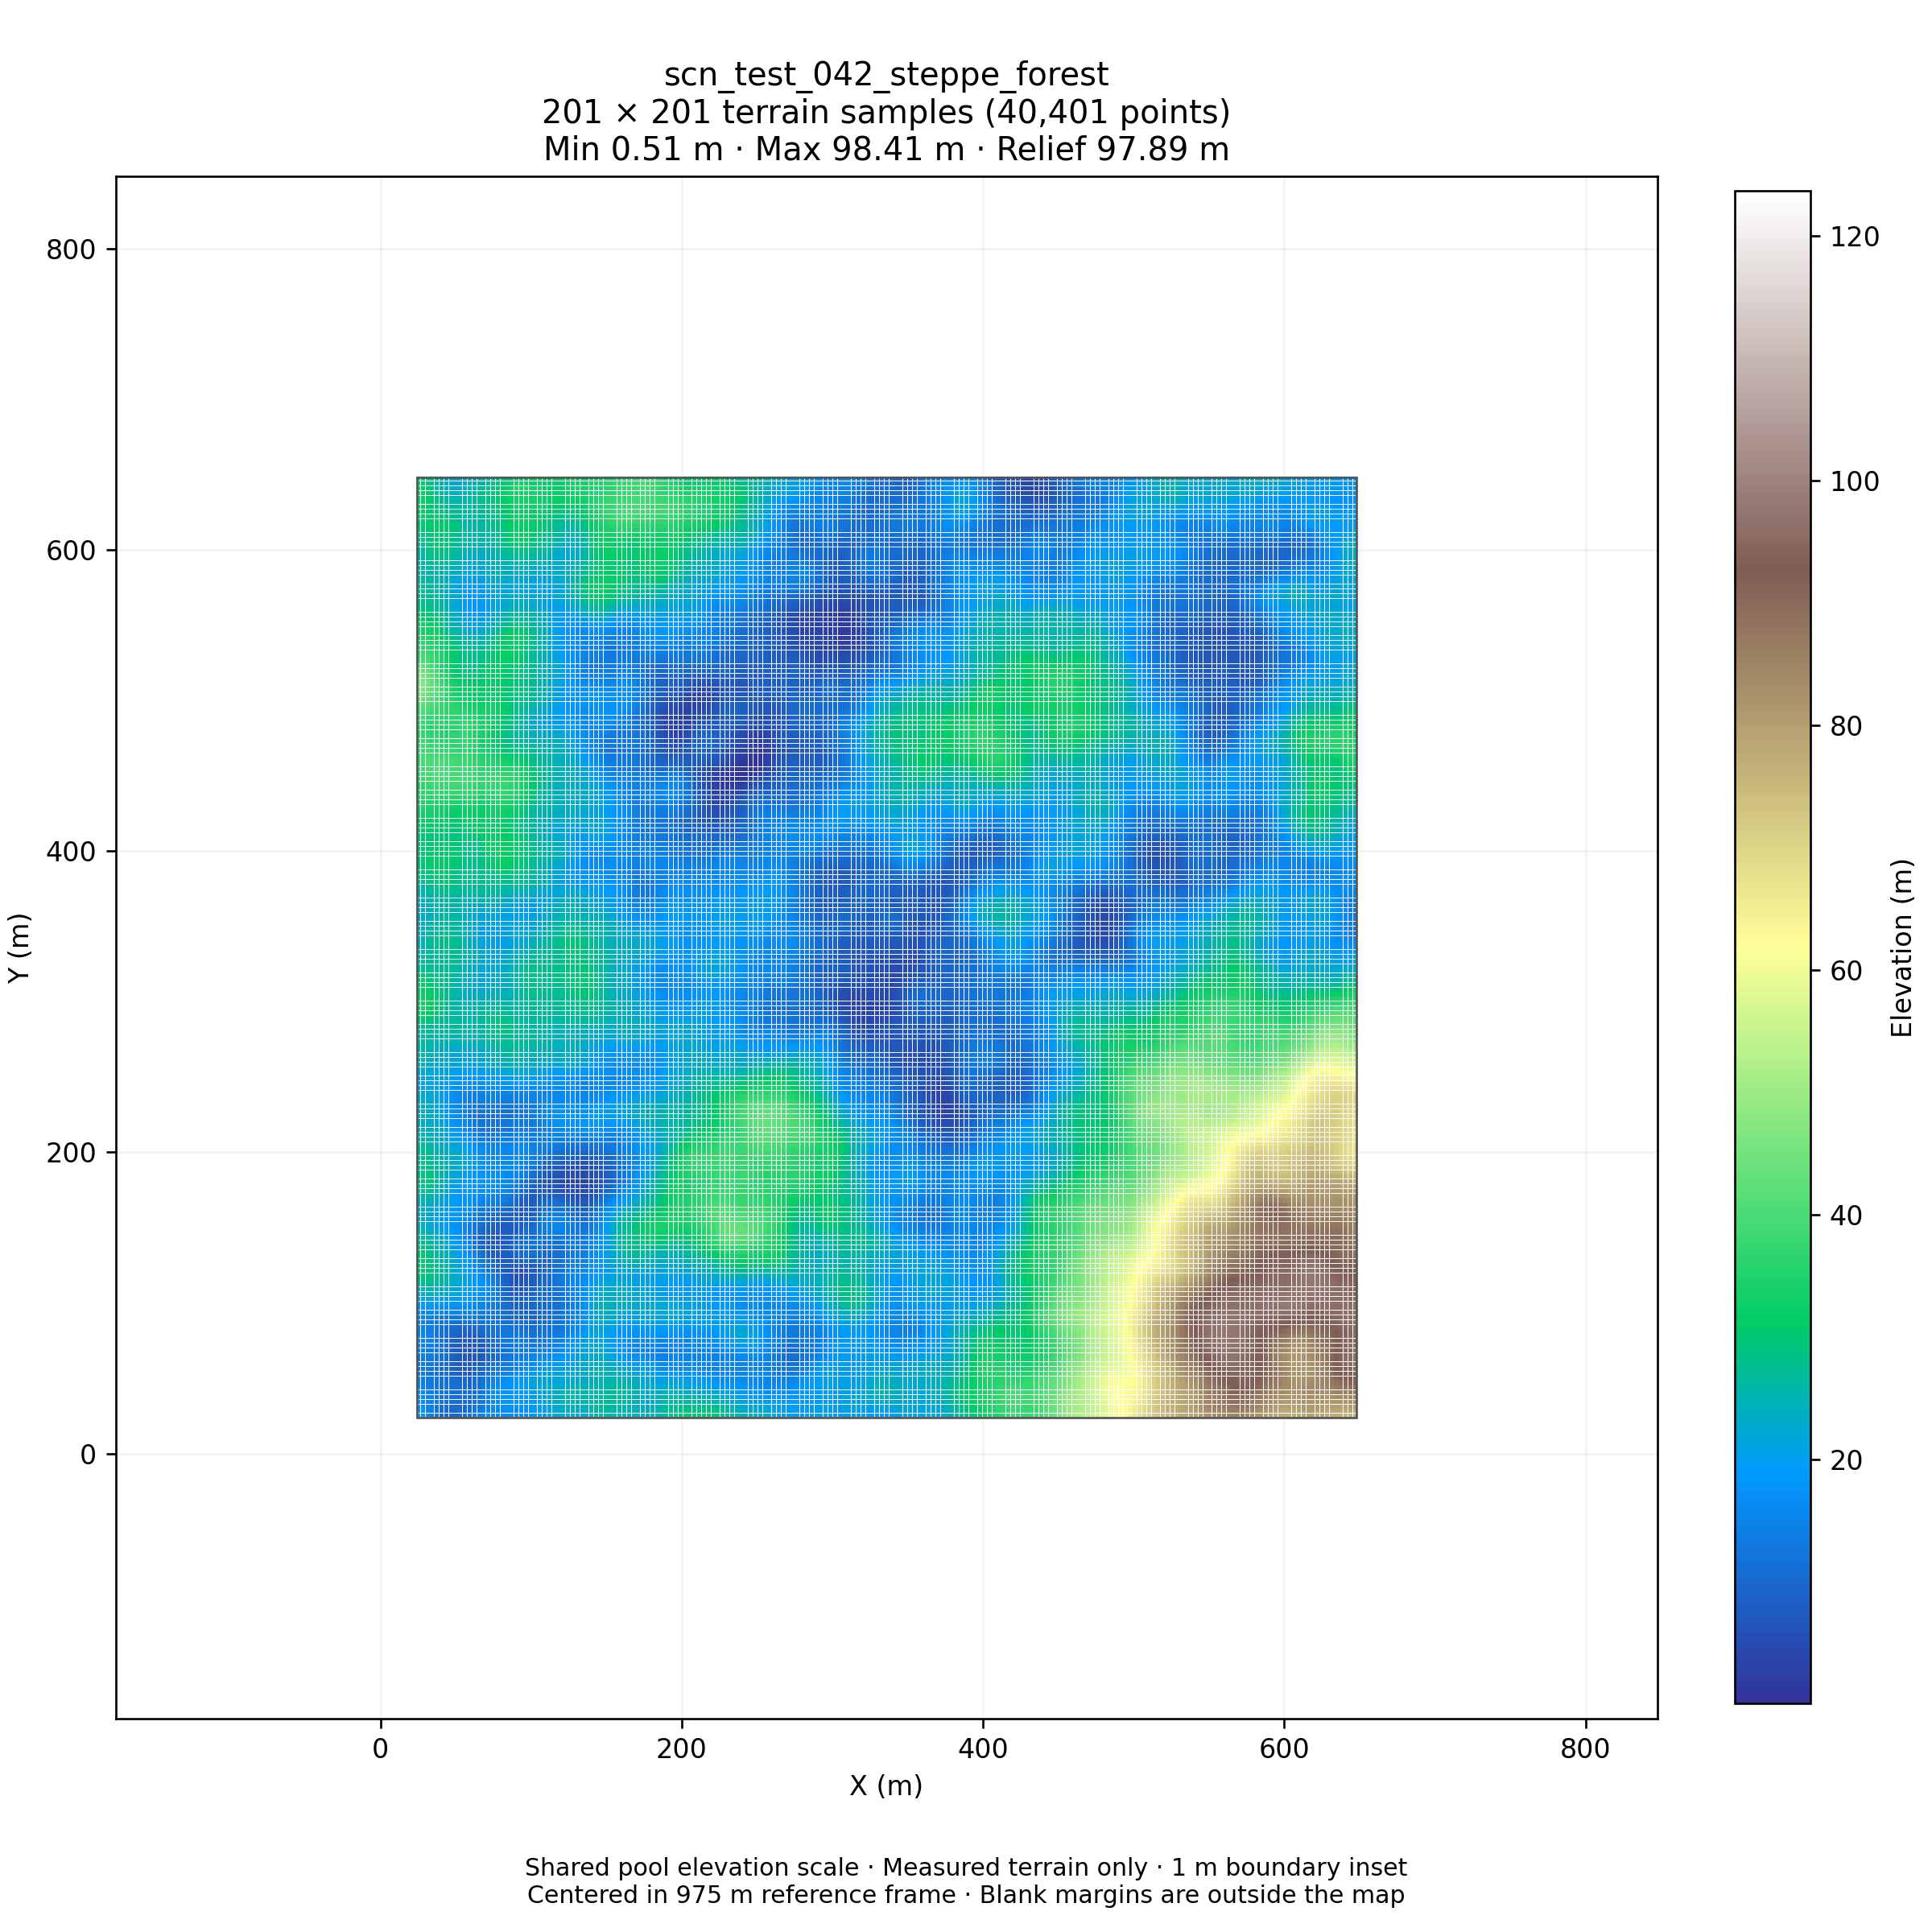 scn_test_042_steppe_forest
201 × 201 terrain samples (40,401 points)
Min 0.51 m · Max 98.41 m · Relief 97.89 m
800
600
400
200
0
Y (m)
0
200
400
600
800
X (m)
120
100
80
60
40
20
Elevation (m)
Shared pool elevation scale · Measured terrain only · 1 m boundary inset
Centered in 975 m reference frame · Blank margins are outside the map